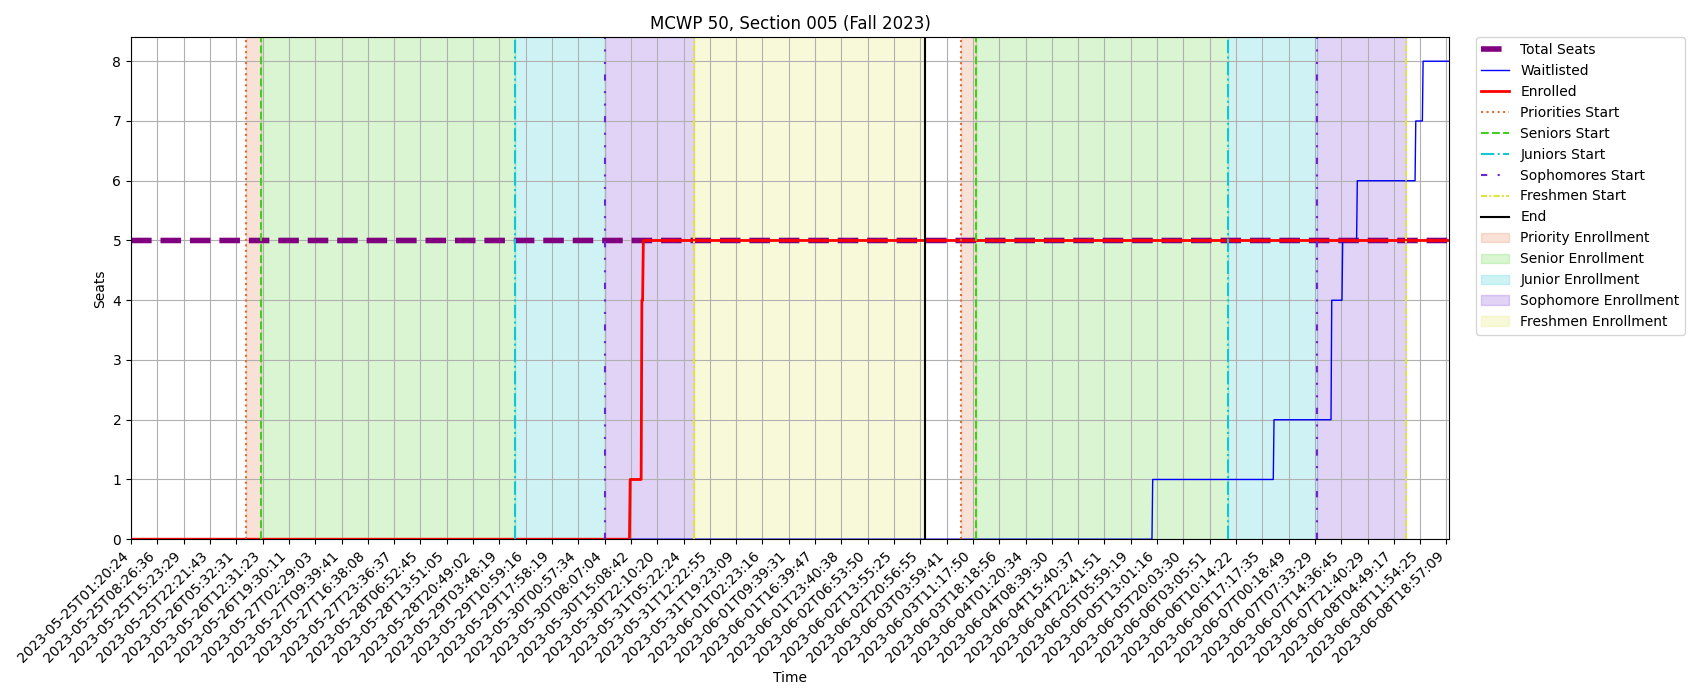 MCWP 50, Section 005 (Fall 2023)
Seats
8
7
6
5
4
3
2
1
0
2023-05-25T01:20:24
2023-05-25T08:26:36
2023-05-25T15:23:29
2023-05-25T22:21:43
2023-05-26T05:32:31
2023-05-26T12:31:23
2023-05-26T19:30:11
2023-05-27T02:29:03
2023-05-27T09:39:41
2023-05-27T16:38:08
2023-05-27T23:36:37
2023-05-28T06:52:45
2023-05-28T13:51:05
2023-05-28T20:49:02
2023-05-29T03:48:19
2023-05-29T10:59:16
2023-05-29T17:58:19
2023-05-30T00:57:34
2023-05-30T08:07:04
2023-05-30T15:08:42
2023-05-30T22:10:20
2023-05-31T05:22:24
2023-05-31T12:22:55
2023-05-31T19:23:09
2023-06-01T02:23:16
2023-06-01T09:39:31
2023-06-01T16:39:47
2023-06-01T23:40:38
2023-06-02T06:53:50
2023-06-02T13:55:25
2023-06-02T20:56:55
2023-06-03T03:59:41
2023-06-03T11:17:50
2023-06-03T18:18:56
2023-06-04T01:20:34
2023-06-04T08:39:30
2023-06-04T15:40:37
2023-06-04T22:41:51
2023-06-05T05:59:19
2023-06-05T13:01:16
2023-06-05T20:03:30
2023-06-06T03:05:51
2023-06-06T10:14:22
2023-06-06T17:17:35
2023-06-07T00:18:49
2023-06-07T07:33:29
2023-06-07T14:36:45
2023-06-07T21:40:29
2023-06-08T04:49:17
2023-06-08T11:54:25
2023-06-08T18:57:09
Time
Total Seats
Waitlisted
Enrolled
Priorities Start
Seniors Start
Juniors Start
Sophomores Start
Freshmen Start
End
Priority Enrollment
Senior Enrollment
Junior Enrollment
Sophomore Enrollment
Freshmen Enrollment